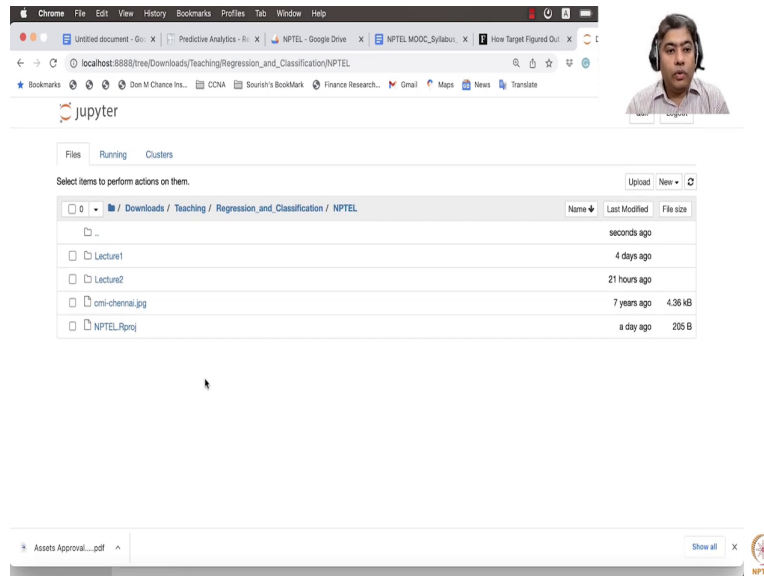 Chrome File Edit View History Bookmarks Profiles Tab Window Help
Untitled document - Goo X Predictive Analytics - Re X NPTEL - Google Drive X NPTEL MOOC_Syllabus_ X How Target Figured Out X
localhost:8888/tree/Downloads/Teaching/Regression_and_Classification/NPTEL
Bookmarks Don M Chance Ins... CCNA Sourish's BookMark Finance Research... Gmail Maps News Translate
jupyter
Files Running Clusters
Select items to perform actions on them. Upload New
0 / Downloads / Teaching / Regression_and_Classification / NPTEL Name Last Modified File size
.. seconds ago
Lecture1 4 days ago
Lecture2 21 hours ago
cmi-chennai.jpg 7 years ago 4.36 kB
NPTEL.Rproj a day ago 205 B
Assets Approval.....pdf Show all X